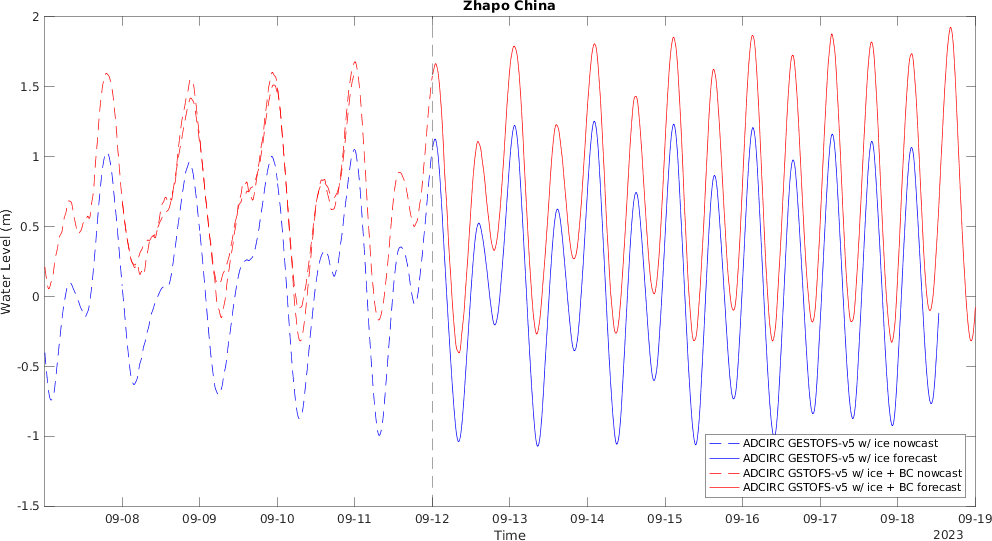 Zhapo China
2
1.5
1
0.5
0
-0.5
-1
-1.5
Water Level (m)
09-08 09-09 09-10 09-11 09-12 09-13 09-14 09-15 09-16 09-17 09-18 09-19
Time
2023
ADCIRC GESTOFS-v5 w/ ice nowcast
ADCIRC GESTOFS-v5 w/ ice forecast
ADCIRC GSTOFS-v5 w/ ice + BC nowcast
ADCIRC GSTOFS-v5 w/ ice + BC forecast